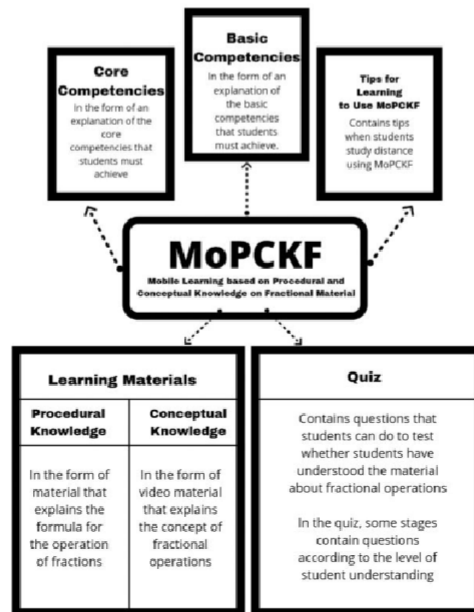 Core
Competencies
In the form of an
explanation of the
core
competencies that
students must
achieve
Basic
Competencies
In the form of an
explanation of
the basic
competencies
that students
must achieve.
Tips for
Learning
to Use MoPCKF
Contains tips
when students
study distance
using MoPCKF
MoPCKF
Mobile Learning based on Procedural and
Conceptual Knowledge on Fractional Material
Learning Materials
Procedural
Knowledge
In the form of
material that
explains the
formula for
the operation
of fractions
Conceptual
Knowledge
In the form of
video material
that explains
the concept of
fractional
operations
Quiz
Contains questions that
students can do to test
whether students have
understood the material
about fractional operations
In the quiz, some stages
contain questions
according to the level of
student understanding